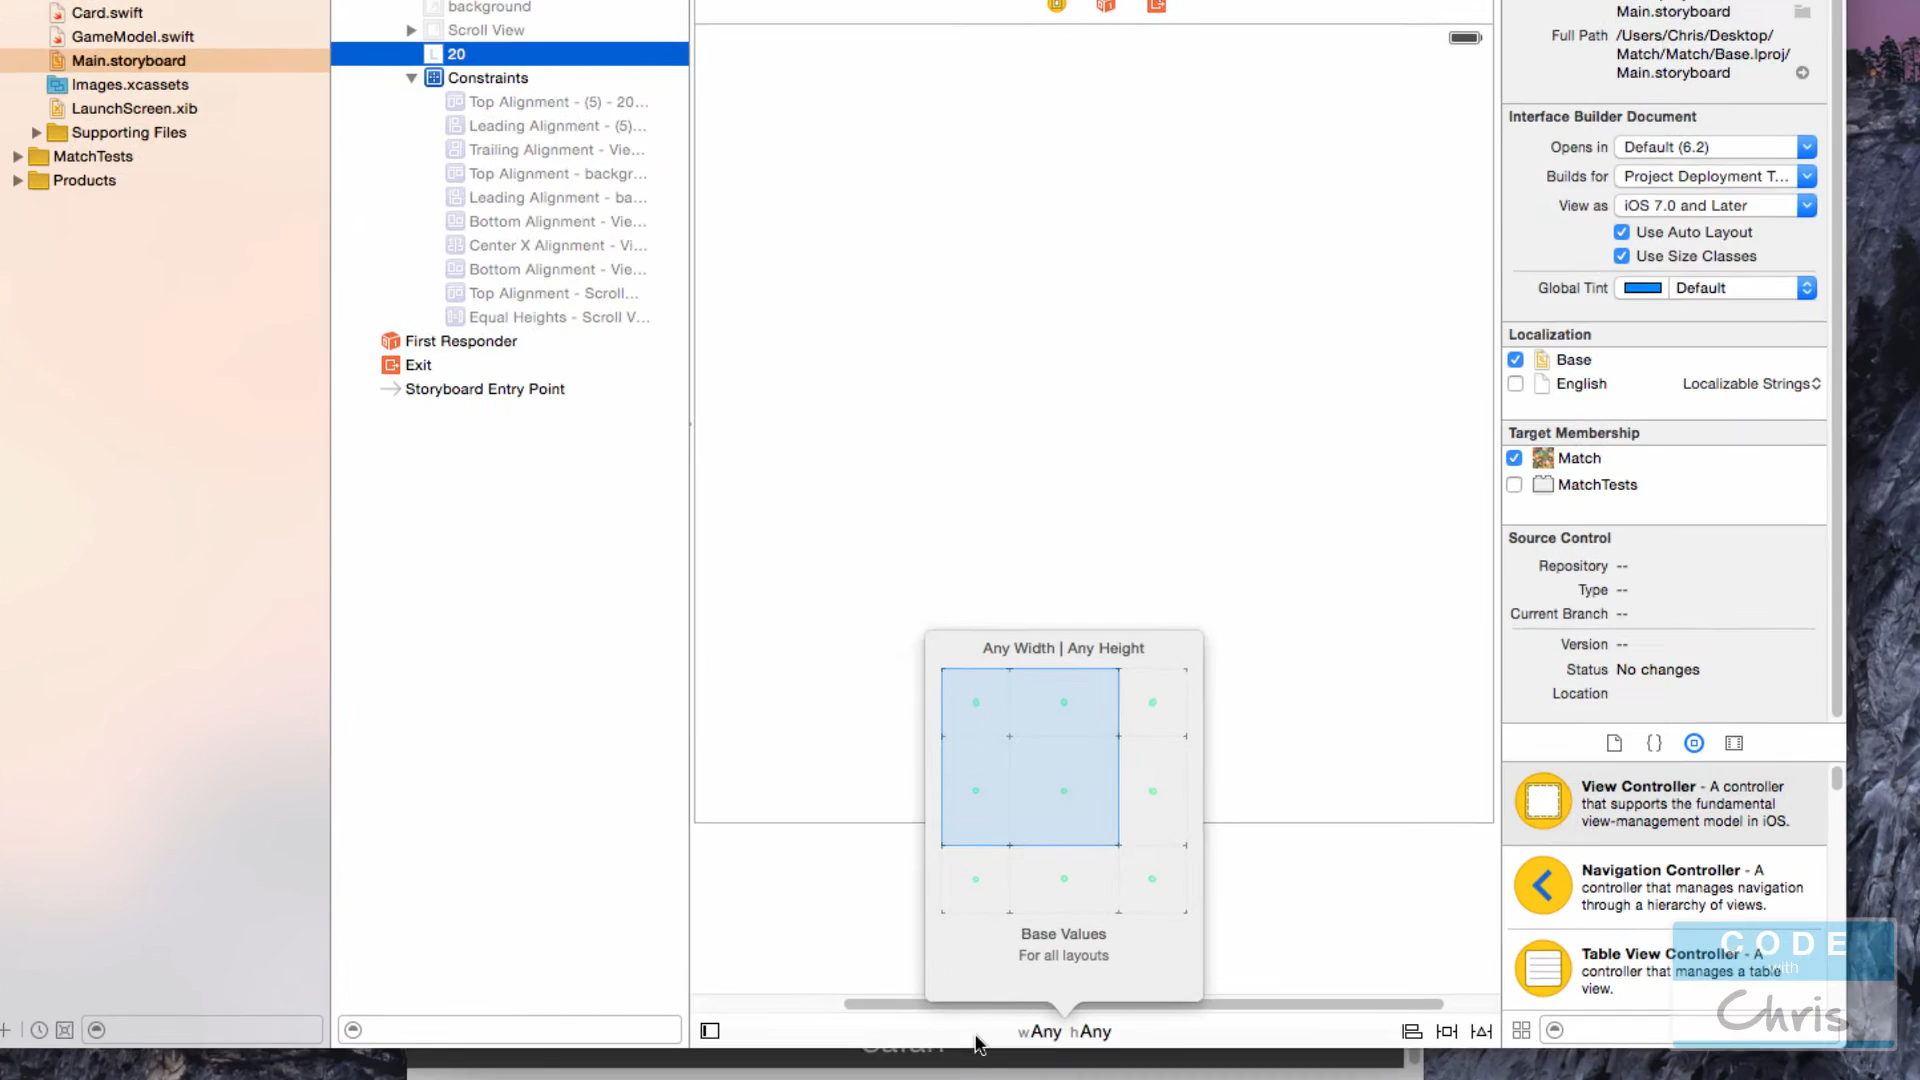 Card.swift
GameModel.swift
Main.storyboard
Images.xcassets
LaunchScreen.xib
Supporting Files
MatchTests
Products
background
Scroll View
L 20
Constraints
Top Alignment - (5) - 20...
Leading Alignment - (5)...
Trailing Alignment - Vie...
Top Alignment - backgr...
Leading Alignment - ba...
Bottom Alignment - Vie...
Center X Alignment - Vi...
Bottom Alignment - Vie...
Top Alignment - Scroll...
Equal Heights - Scroll V...
First Responder
Exit
Storyboard Entry Point
Any Width | Any Height
Base Values
For all layouts
wAny hAny
Safari
Main.storyboard
Full Path /Users/Chris/Desktop/
Match/Match/Base.lproj/
Main.storyboard
Interface Builder Document
Opens in Default (6.2)
Builds for Project Deployment T...
View as iOS 7.0 and Later
Use Auto Layout
Use Size Classes
Global Tint Default
Localization
Base
English Localizable Strings
Target Membership
Match
MatchTests
Source Control
Repository --
Type --
Current Branch --
Version --
Status No changes
Location
View Controller - A controller
that supports the fundamental
view-management model in iOS.
Navigation Controller - A
controller that manages navigation
through a hierarchy of views.
Table View Controller - A
controller that manages a table
view.
CODE
with
Chris